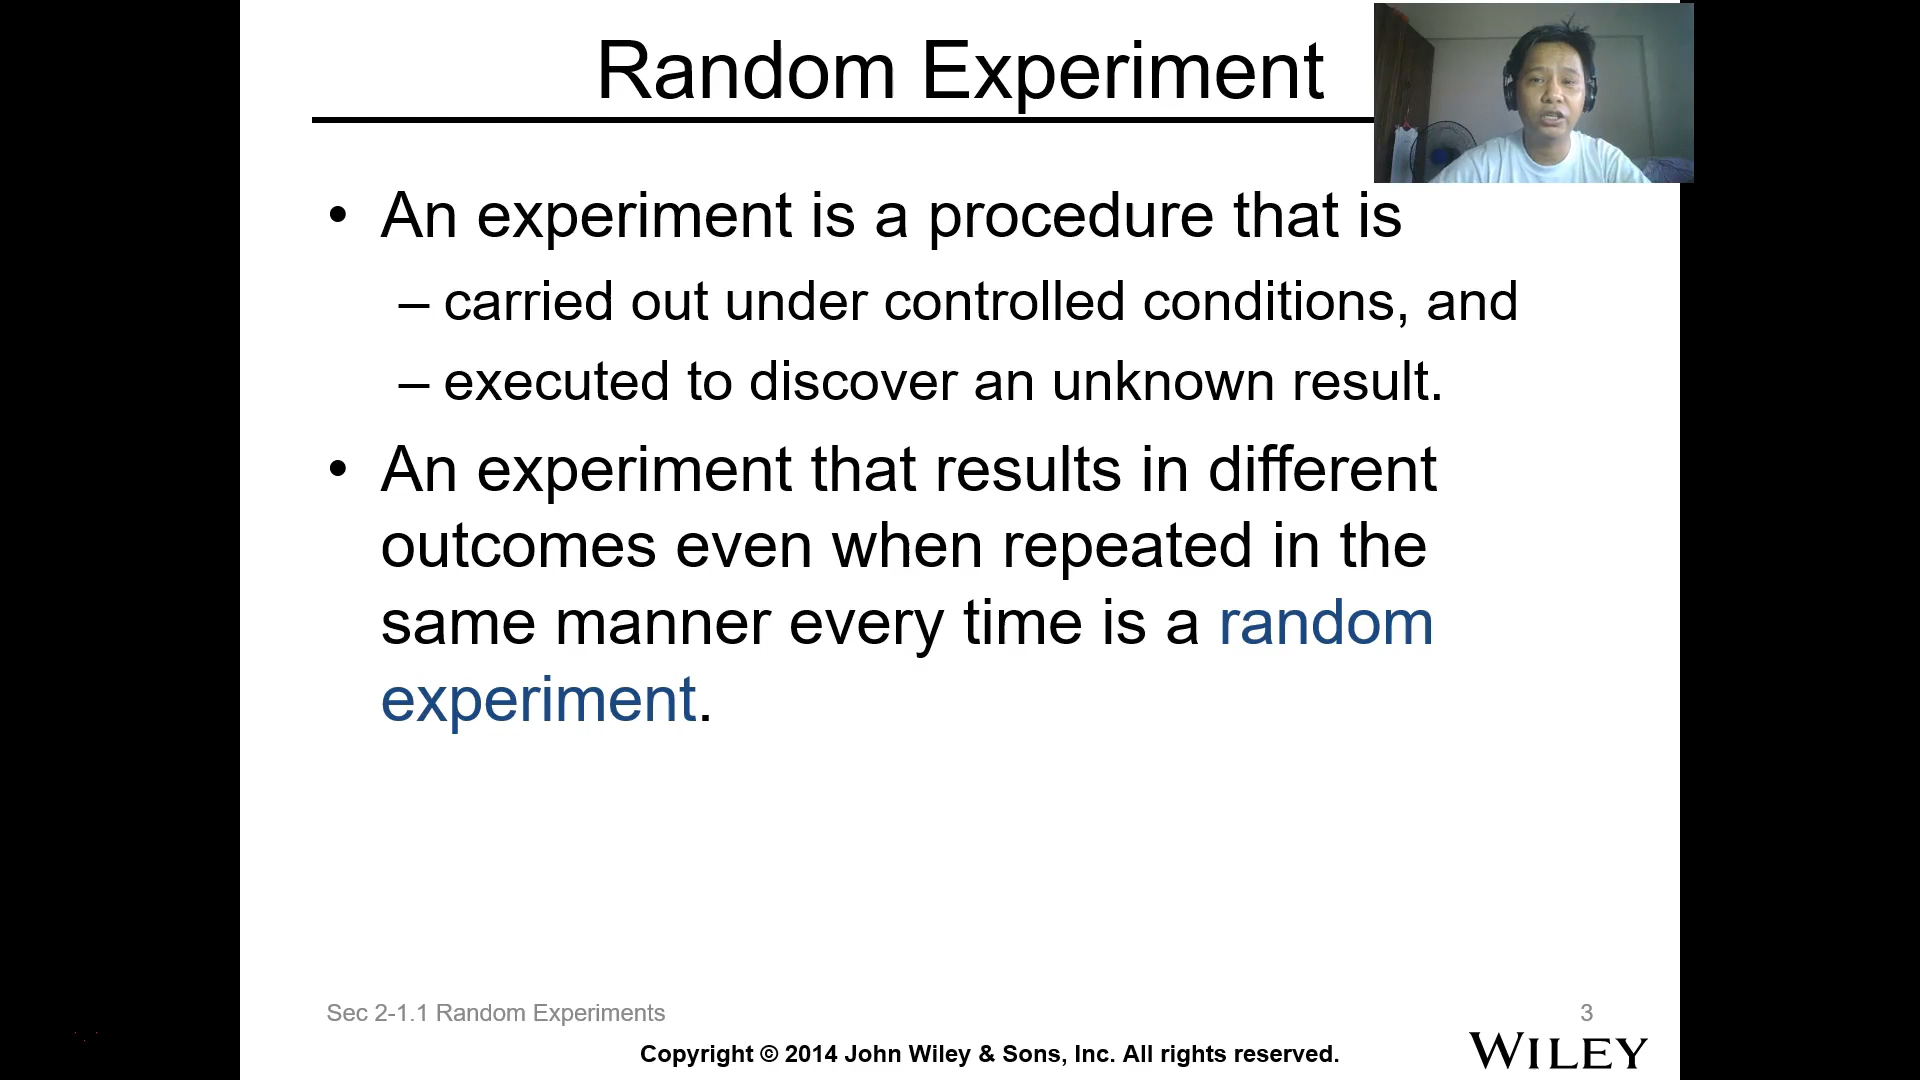 Random Experiment
• An experiment is a procedure that is
– carried out under controlled conditions, and
– executed to discover an unknown result.
• An experiment that results in different
outcomes even when repeated in the
same manner every time is a random
experiment.
Sec 2-1.1 Random Experiments
3
Copyright © 2014 John Wiley & Sons, Inc. All rights reserved.
WILEY